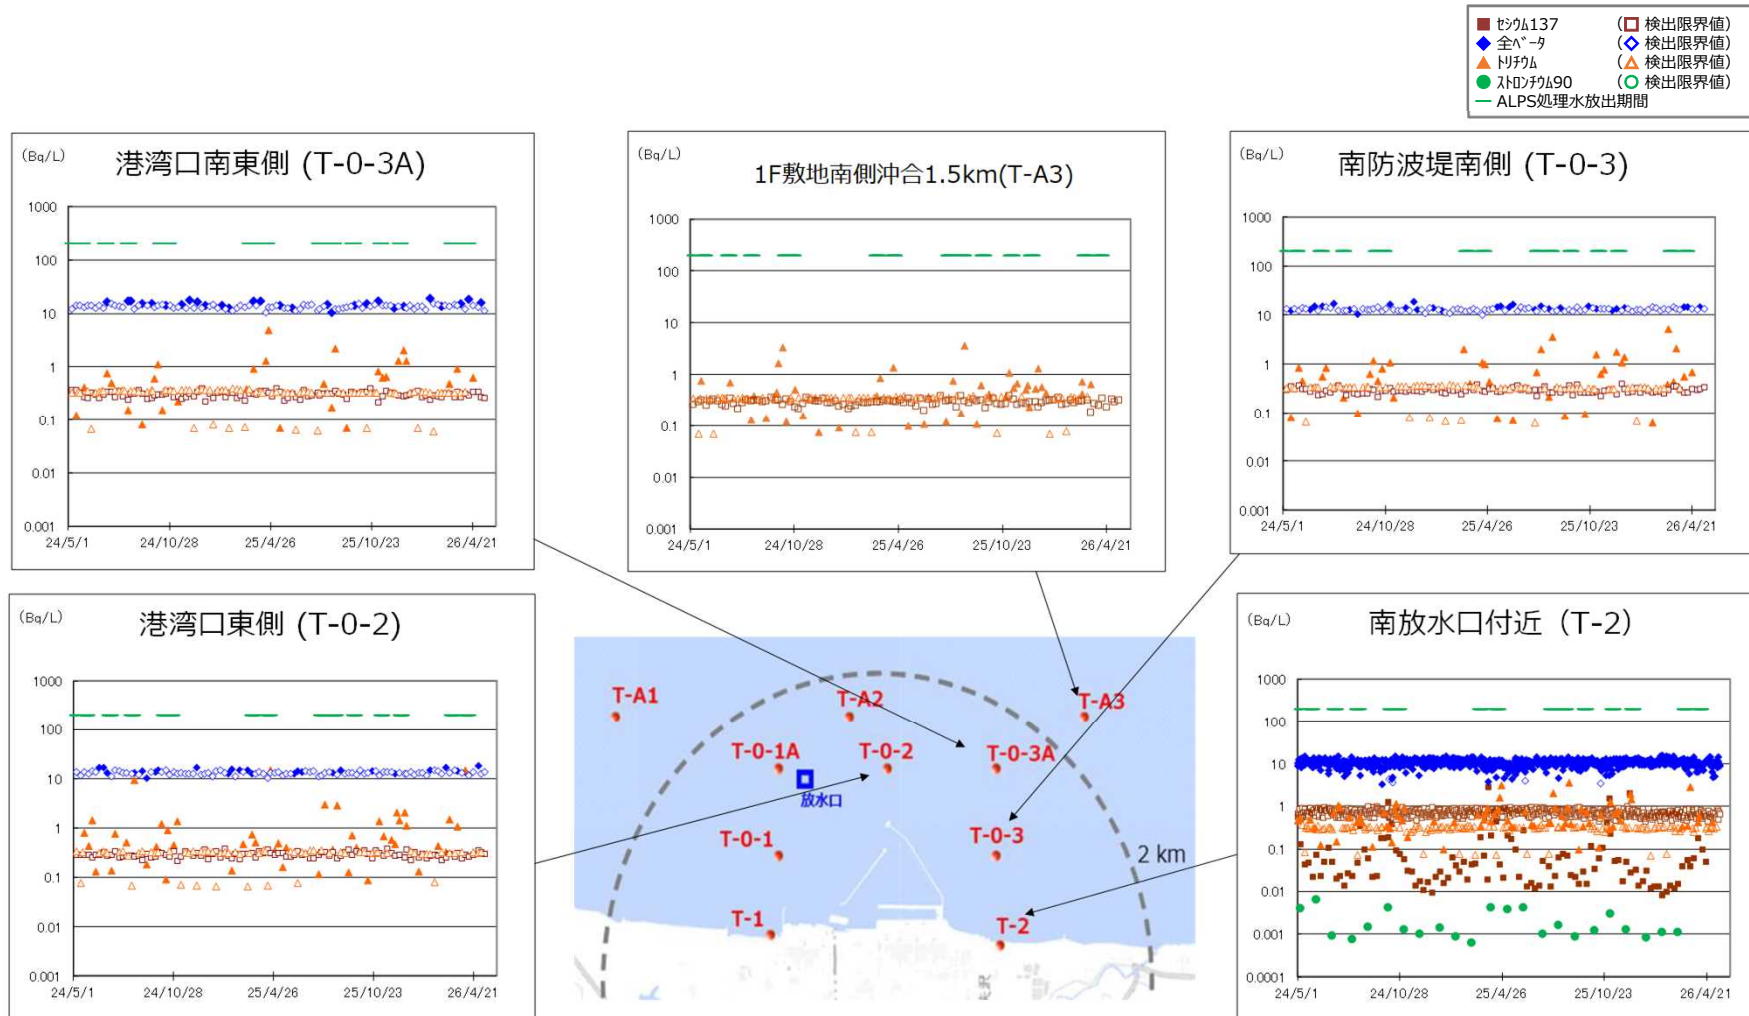 セシウム137 （ 検出限界値）
全ベータ （ 検出限界値）
トリチウム （ 検出限界値）
ストロンチウム90 （ 検出限界値）
ALPS処理水放出期間
(Bq/L)
港湾口南東側 (T-0-3A)
1000
100
10
1
0.1
0.01
0.001
24/5/1 24/10/28 25/4/26 25/10/23 26/4/21
(Bq/L)
1F敷地南側沖合1.5km(T-A3)
1000
100
10
1
0.1
0.01
0.001
24/5/1 24/10/28 25/4/26 25/10/23 26/4/21
(Bq/L)
南防波堤南側 (T-0-3)
1000
100
10
1
0.1
0.01
0.001
24/5/1 24/10/28 25/4/26 25/10/23 26/4/21
(Bq/L)
港湾口東側 (T-0-2)
1000
100
10
1
0.1
0.01
0.001
24/5/1 24/10/28 25/4/26 25/10/23 26/4/21
T-A1 T-A2 T-A3
T-0-1A T-0-2 T-0-3A
放水口
T-0-1 T-0-3
2 km
T-1 T-2
(Bq/L)
南放水口付近（T-2）
1000
100
10
1
0.1
0.01
0.001
0.0001
24/5/1 24/10/28 25/4/26 25/10/23 26/4/21